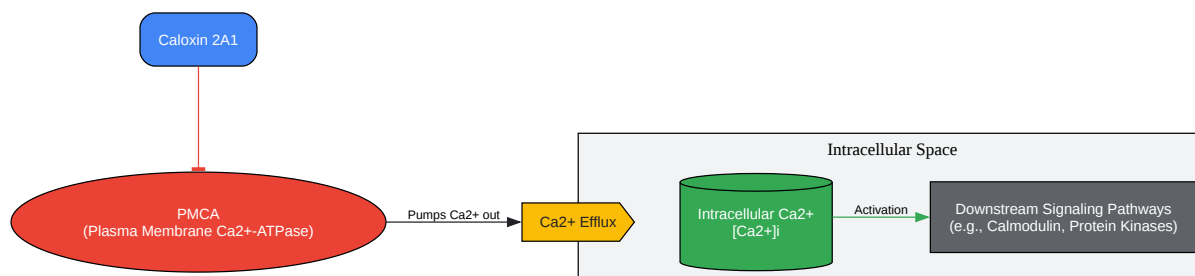 Caloxin 2A1
Intracellular Space
PMCA
(Plasma Membrane Ca2+-ATPase)
Pumps Ca2+ out
Ca2+ Efflux
Intracellular Ca2+
[Ca2+]i
Activation
Downstream Signaling Pathways
(e.g., Calmodulin, Protein Kinases)